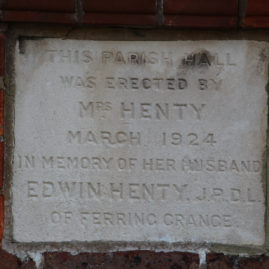 THIS PARISH HALL
WAS ERECTED BY
MRS HENTY
MARCH 1924
IN MEMORY OF HER HUSBAND
EDWIN HENTY. J.P. D.L.
OF FERRING GRANGE